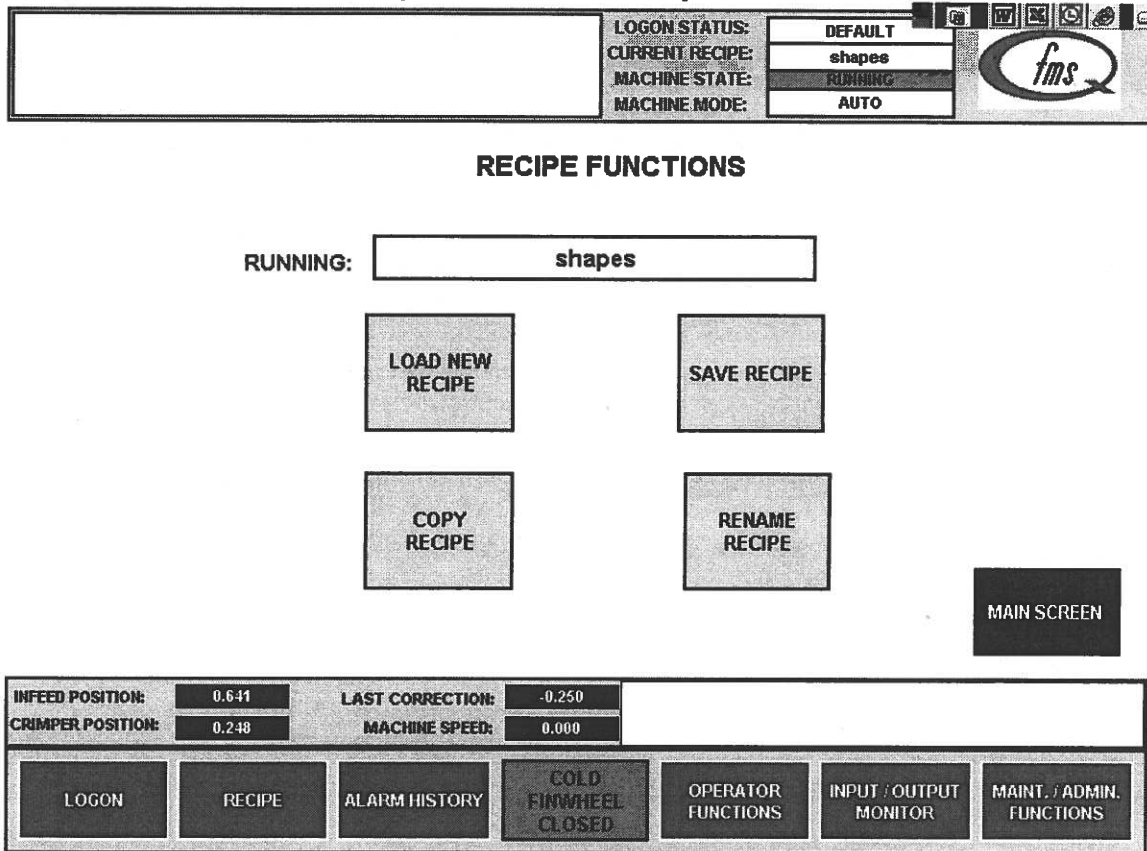 LOGON STATUS: DEFAULT
CURRENT RECIPE: shapes
MACHINE STATE: RUNNING
MACHINE MODE: AUTO
fms
RECIPE FUNCTIONS
RUNNING: shapes
LOAD NEW
RECIPE
SAVE RECIPE
COPY
RECIPE
RENAME
RECIPE
MAIN SCREEN
INFEED POSITION: 0.641 LAST CORRECTION: -0.250
CRIMPER POSITION: 0.248 MACHINE SPEED: 0.000
LOGON
RECIPE
ALARM HISTORY
COLD
FINWHEEL
CLOSED
OPERATOR
FUNCTIONS
INPUT / OUTPUT
MONITOR
MAINT. / ADMIN.
FUNCTIONS